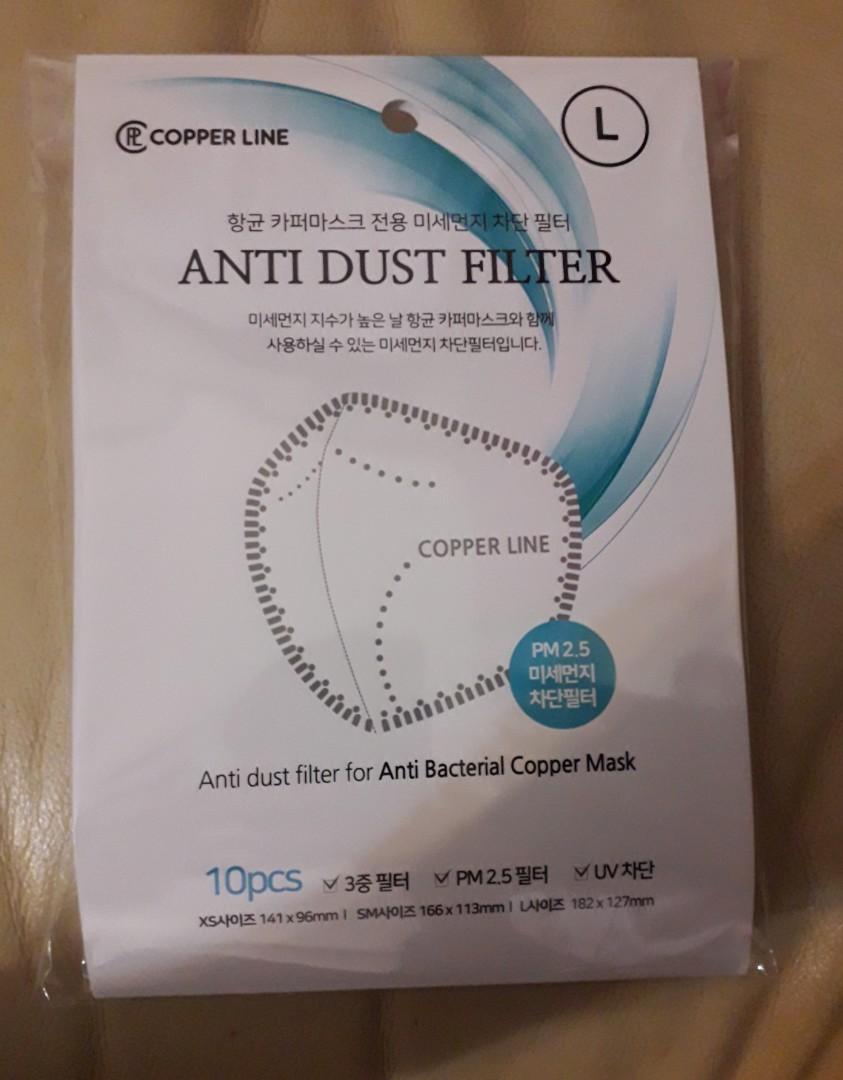 COPPER LINE
L
항균 카퍼마스크 전용 미세먼지 차단 필터
ANTI DUST FILTER
미세먼지 지수가 높은 날 항균 카퍼마스크와 함께
사용하실 수 있는 미세먼지 차단필터입니다.
COPPER LINE
PM 2.5
미세먼지
차단필터
Anti dust filter for Anti Bacterial Copper Mask
10pcs 3중 필터 PM 2.5 필터 UV 차단
XS사이즈 141 x 96mm I SM사이즈 166 x 113mm I L사이즈 182 x 127mm